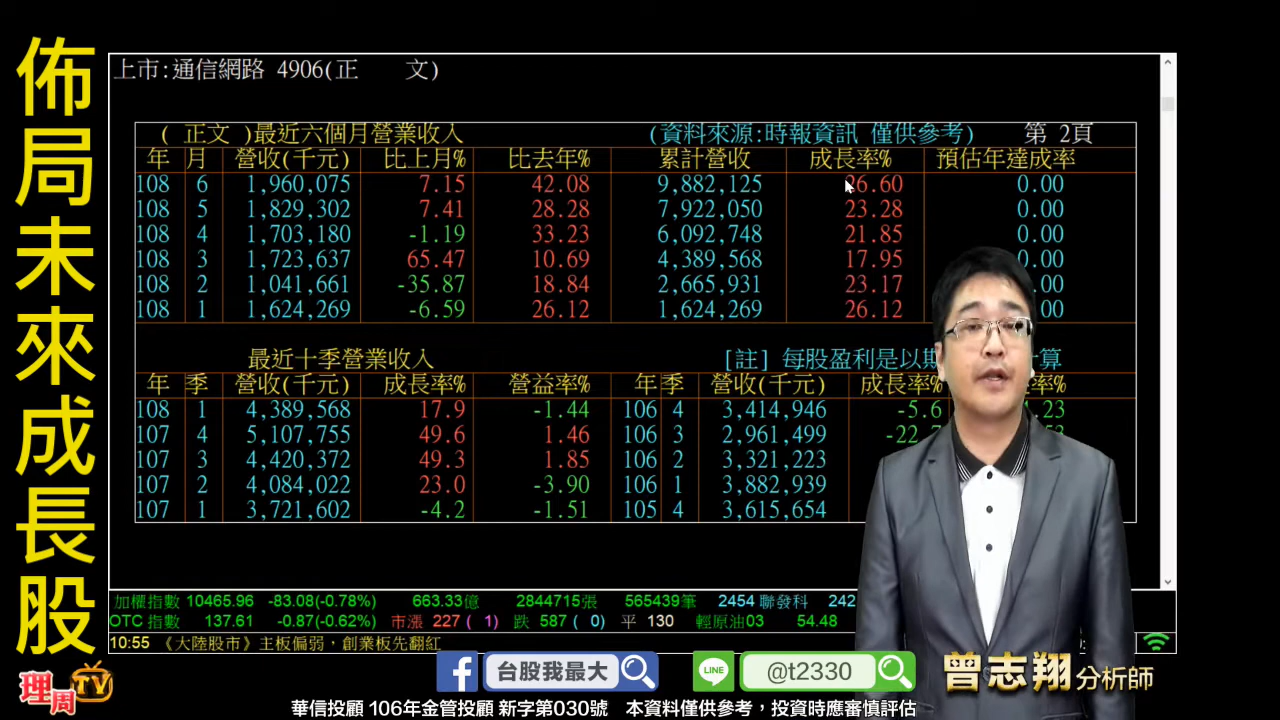 佈局未來成長股
上市:通信網路 4906(正 文)
( 正文 )最近六個月營業收入 (資料來源:時報資訊 僅供參考) 第 2頁
年 月 營收(千元) 比上月% 比去年% 累計營收 成長率% 預估年達成率
108 6 1,960,075 7.15 42.08 9,882,125 26.60 0.00
108 5 1,829,302 7.41 28.28 7,922,050 23.28 0.00
108 4 1,703,180 -1.19 33.23 6,092,748 21.85 0.00
108 3 1,723,637 65.47 10.69 4,389,568 17.95 0.00
108 2 1,041,661 -35.87 18.84 2,665,931 23.17 .00
108 1 1,624,269 -6.59 26.12 1,624,269 26.12 .00
最近十季營業收入 [註] 每股盈利是以期 算
年 季 營收(千元) 成長率% 營益率% 年季 營收(千元) 成長率% 率%
108 1 4,389,568 17.9 -1.44 106 4 3,414,946 -5.6 .23
107 4 5,107,755 49.6 1.46 106 3 2,961,499 -22.
107 3 4,420,372 49.3 1.85 106 2 3,321,223
107 2 4,084,022 23.0 -3.90 106 1 3,882,939
107 1 3,721,602 -4.2 -1.51 105 4 3,615,654
加權指數 10465.96 -83.08(-0.78%) 663.33億 2844715張 565439筆 2454 聯發科 242
OTC 指數 137.61 -0.87(-0.62%) 市漲 227 ( 1) 跌 587 ( 0) 平 130 輕原油03 54.48
10:55 《大陸股市》主板偏弱，創業板先翻紅
理周TV
台股我最大
LINE
@t2330
曾志翔 分析師
華信投顧 106年金管投顧 新字第030號 本資料僅供參考，投資時應審慎評估